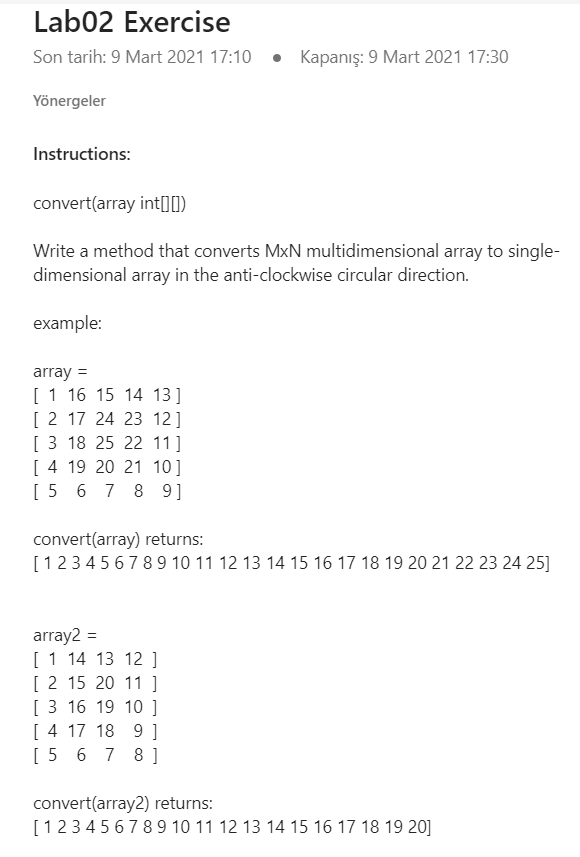 Lab02 Exercise
Son tarih: 9 Mart 2021 17:10 • Kapanış: 9 Mart 2021 17:30
Yönergeler
Instructions:
convert(array int[][])
Write a method that converts MxN multidimensional array to single-
dimensional array in the anti-clockwise circular direction.
example:
array =
[ 1 16 15 14 13 ]
[ 2 17 24 23 12 ]
[ 3 18 25 22 11 ]
[ 4 19 20 21 10 ]
[ 5 6 7 8 9 ]
convert(array) returns:
[ 1 2 3 4 5 6 7 8 9 10 11 12 13 14 15 16 17 18 19 20 21 22 23 24 25]
array2 =
[ 1 14 13 12 ]
[ 2 15 20 11 ]
[ 3 16 19 10 ]
[ 4 17 18 9 ]
[ 5 6 7 8 ]
convert(array2) returns:
[ 1 2 3 4 5 6 7 8 9 10 11 12 13 14 15 16 17 18 19 20]